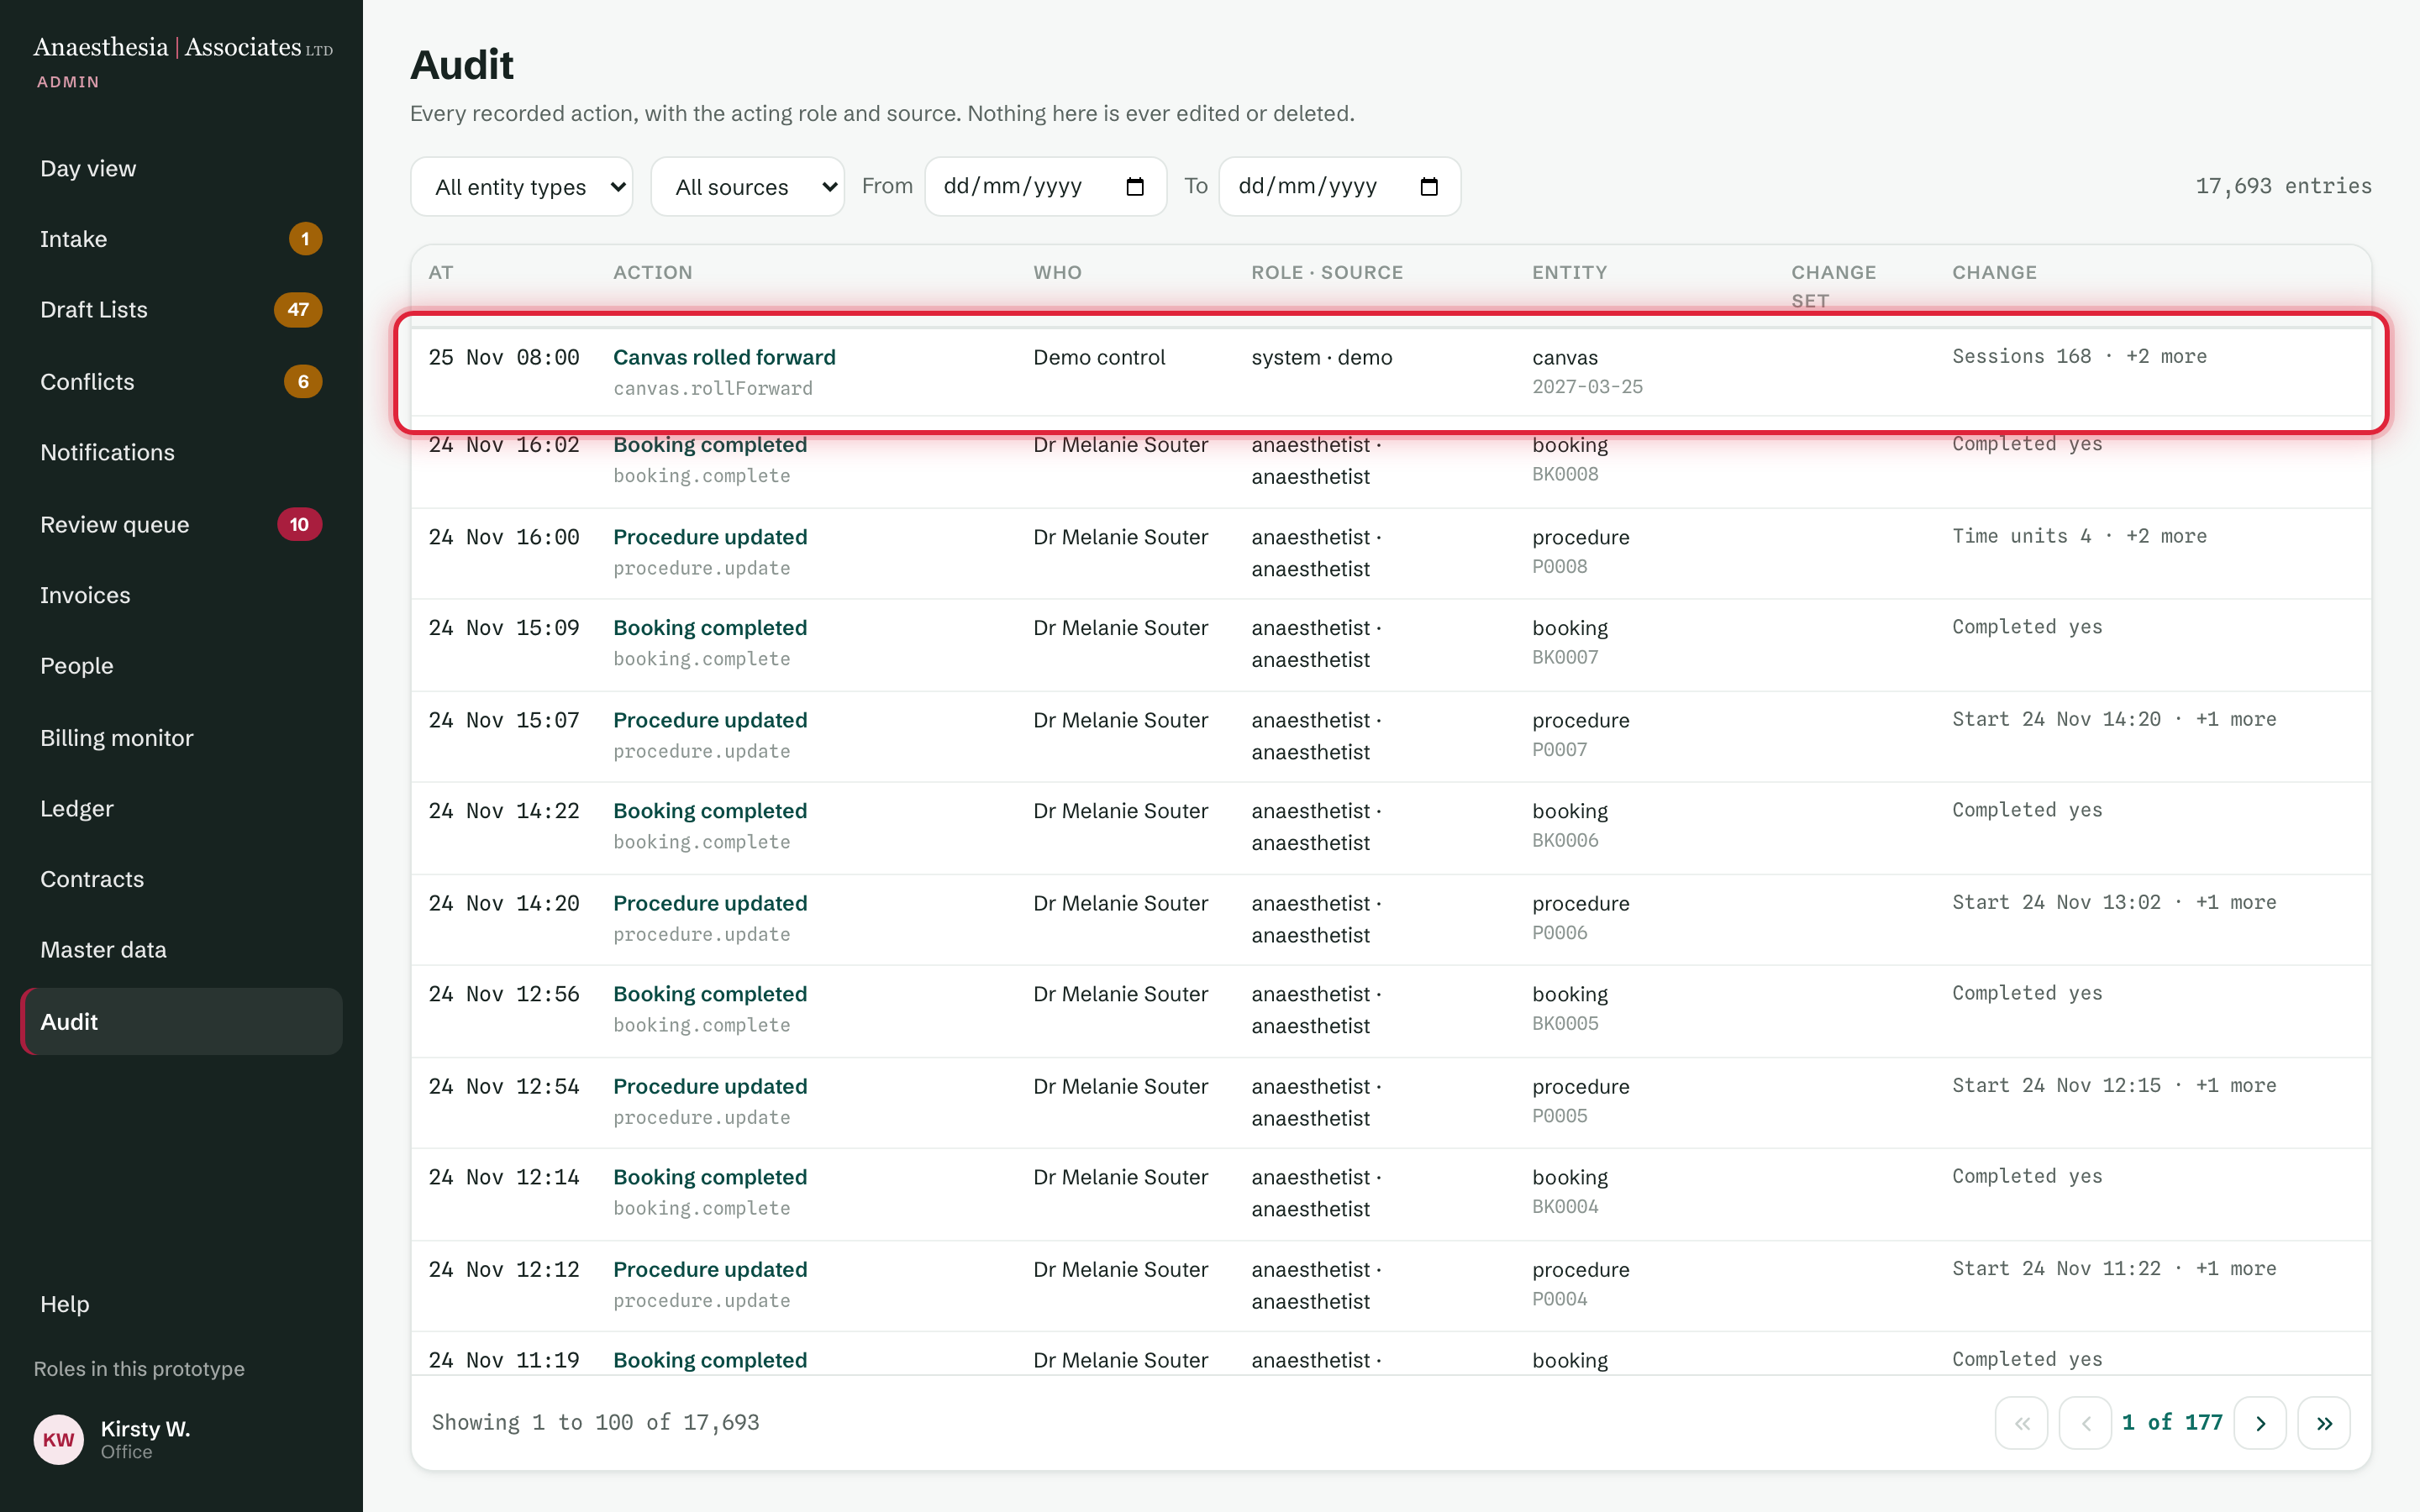 Anaesthesia | Associates LTD
ADMIN
Day view
Intake 1
Draft Lists 47
Conflicts 6
Notifications
Review queue 10
Invoices
People
Billing monitor
Ledger
Contracts
Master data
Audit
Help
Roles in this prototype
KW Kirsty W.
Office
Audit
Every recorded action, with the acting role and source. Nothing here is ever edited or deleted.
All entity types All sources From dd/mm/yyyy To dd/mm/yyyy 17,693 entries
AT ACTION WHO ROLE · SOURCE ENTITY CHANGE CHANGE
SET
25 Nov 08:00 Canvas rolled forward Demo control system · demo canvas Sessions 168 · +2 more
canvas.rollForward 2027-03-25
24 Nov 16:02 Booking completed Dr Melanie Souter anaesthetist · booking Completed yes
booking.complete anaesthetist BK0008
24 Nov 16:00 Procedure updated Dr Melanie Souter anaesthetist · procedure Time units 4 · +2 more
procedure.update anaesthetist P0008
24 Nov 15:09 Booking completed Dr Melanie Souter anaesthetist · booking Completed yes
booking.complete anaesthetist BK0007
24 Nov 15:07 Procedure updated Dr Melanie Souter anaesthetist · procedure Start 24 Nov 14:20 · +1 more
procedure.update anaesthetist P0007
24 Nov 14:22 Booking completed Dr Melanie Souter anaesthetist · booking Completed yes
booking.complete anaesthetist BK0006
24 Nov 14:20 Procedure updated Dr Melanie Souter anaesthetist · procedure Start 24 Nov 13:02 · +1 more
procedure.update anaesthetist P0006
24 Nov 12:56 Booking completed Dr Melanie Souter anaesthetist · booking Completed yes
booking.complete anaesthetist BK0005
24 Nov 12:54 Procedure updated Dr Melanie Souter anaesthetist · procedure Start 24 Nov 12:15 · +1 more
procedure.update anaesthetist P0005
24 Nov 12:14 Booking completed Dr Melanie Souter anaesthetist · booking Completed yes
booking.complete anaesthetist BK0004
24 Nov 12:12 Procedure updated Dr Melanie Souter anaesthetist · procedure Start 24 Nov 11:22 · +1 more
procedure.update anaesthetist P0004
24 Nov 11:19 Booking completed Dr Melanie Souter anaesthetist · booking Completed yes
Showing 1 to 100 of 17,693 « ‹ 1 of 177 › »